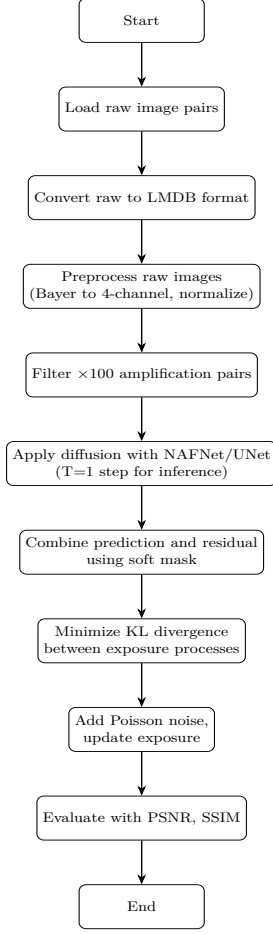 Start
Load raw image pairs
Convert raw to LMDB format
Preprocess raw images
(Bayer to 4-channel, normalize)
Filter ×100 amplification pairs
Apply diffusion with NAFNet/UNet
(T=1 step for inference)
Combine prediction and residual
using soft mask
Minimize KL divergence
between exposure processes
Add Poisson noise,
update exposure
Evaluate with PSNR, SSIM
End